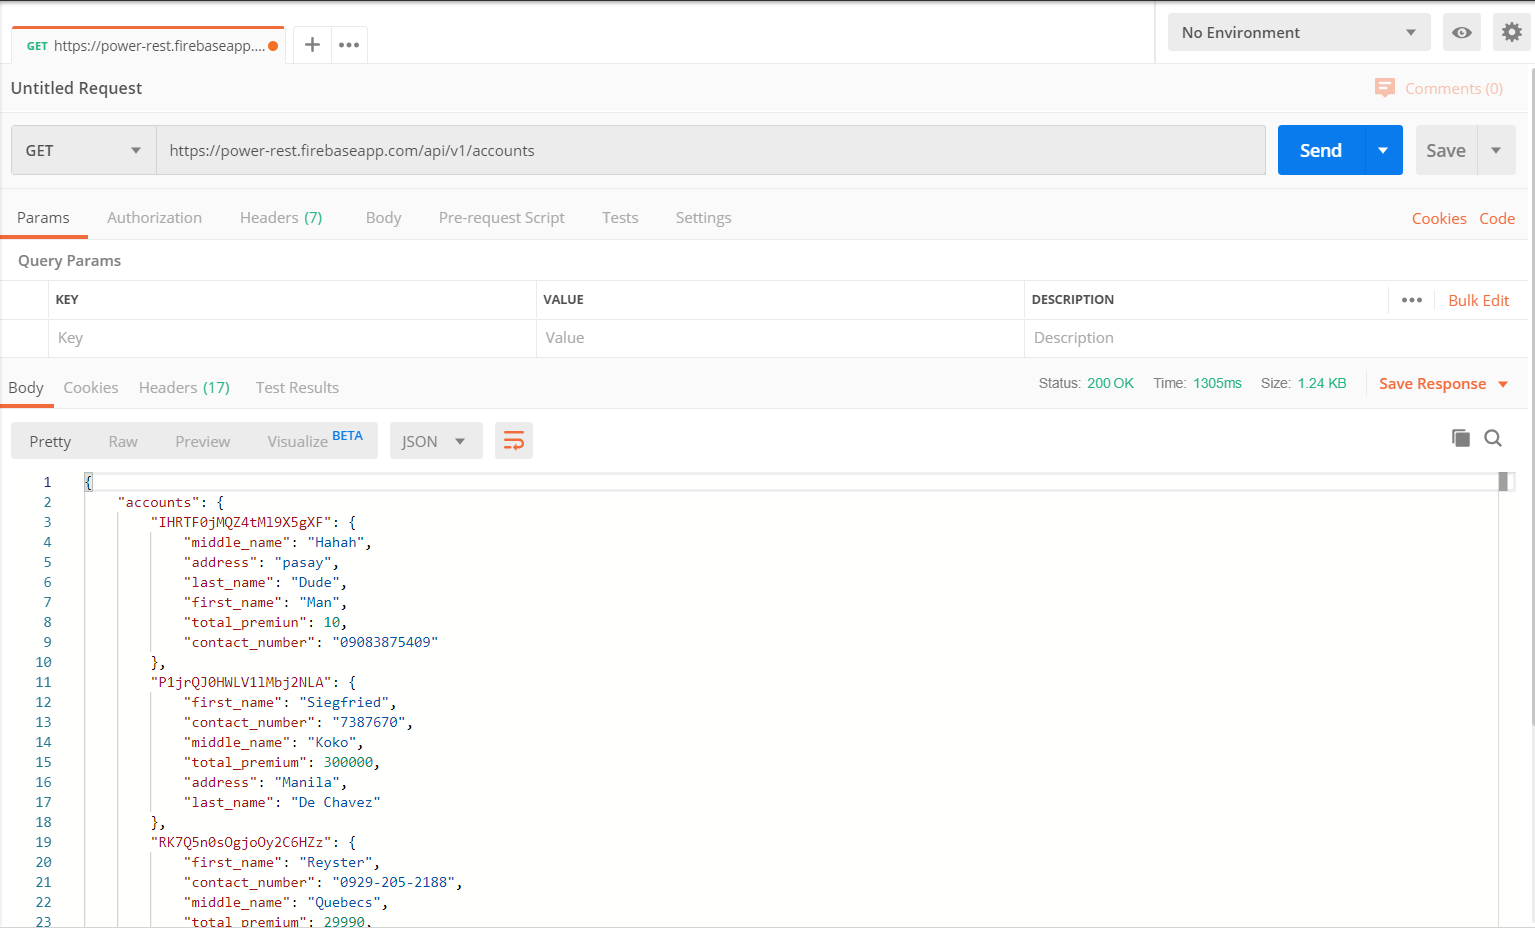 GET https://power-rest.firebaseapp....
No Environment
Untitled Request
Comments (0)
GET https://power-rest.firebaseapp.com/api/v1/accounts Send Save
Params Authorization Headers (7) Body Pre-request Script Tests Settings Cookies Code
Query Params
KEY VALUE DESCRIPTION Bulk Edit
Key Value Description
Body Cookies Headers (17) Test Results Status: 200 OK Time: 1305ms Size: 1.24 KB Save Response
Pretty Raw Preview Visualize BETA JSON
1 {
2 "accounts": {
3 "IHRTF0jMQZ4tMl9X5gXF": {
4 "middle_name": "Hahah",
5 "address": "pasay",
6 "last_name": "Dude",
7 "first_name": "Man",
8 "total_premiun": 10,
9 "contact_number": "09083875409"
10 },
11 "P1jrQJ0HWLV1lMbj2NLA": {
12 "first_name": "Siegfried",
13 "contact_number": "7387670",
14 "middle_name": "Koko",
15 "total_premium": 300000,
16 "address": "Manila",
17 "last_name": "De Chavez"
18 },
19 "RK7Q5n0sOgjoOy2C6HZz": {
20 "first_name": "Reyster",
21 "contact_number": "0929-205-2188",
22 "middle_name": "Quebecs",
23 "total_premium": 29990,